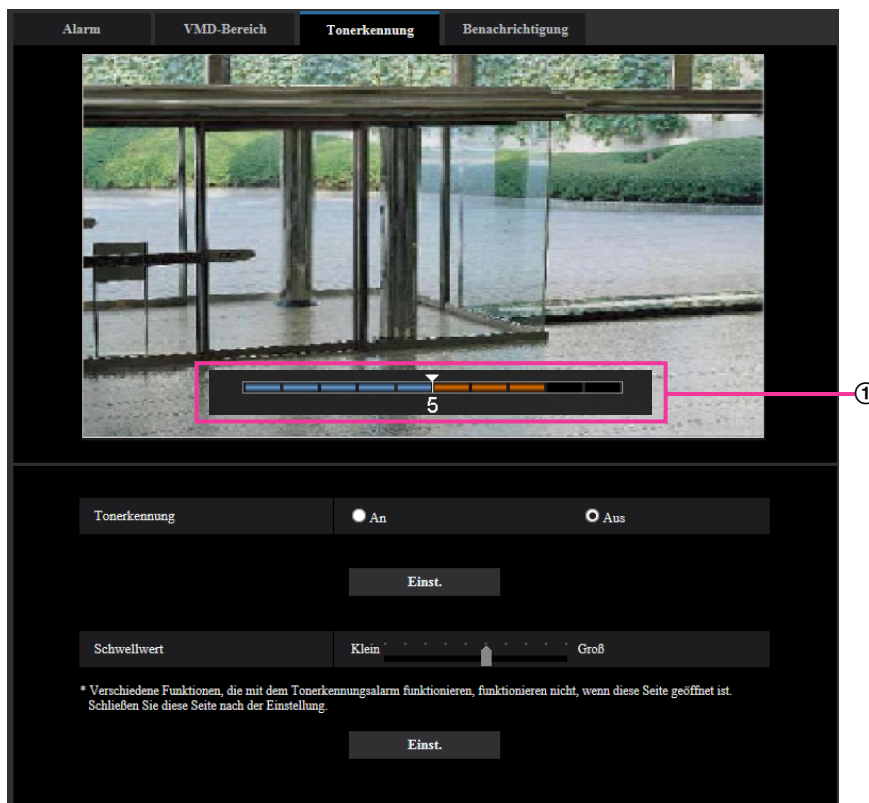 Alarm VMD-Bereich Tonerkennung Benachrichtigung
5
①
Tonerkennung An Aus
Einst.
Schwellwert Klein Groß
* Verschiedene Funktionen, die mit dem Tonerkennungsalarm funktionieren, funktionieren nicht, wenn diese Seite geöffnet ist.
Schließen Sie diese Seite nach der Einstellung.
Einst.